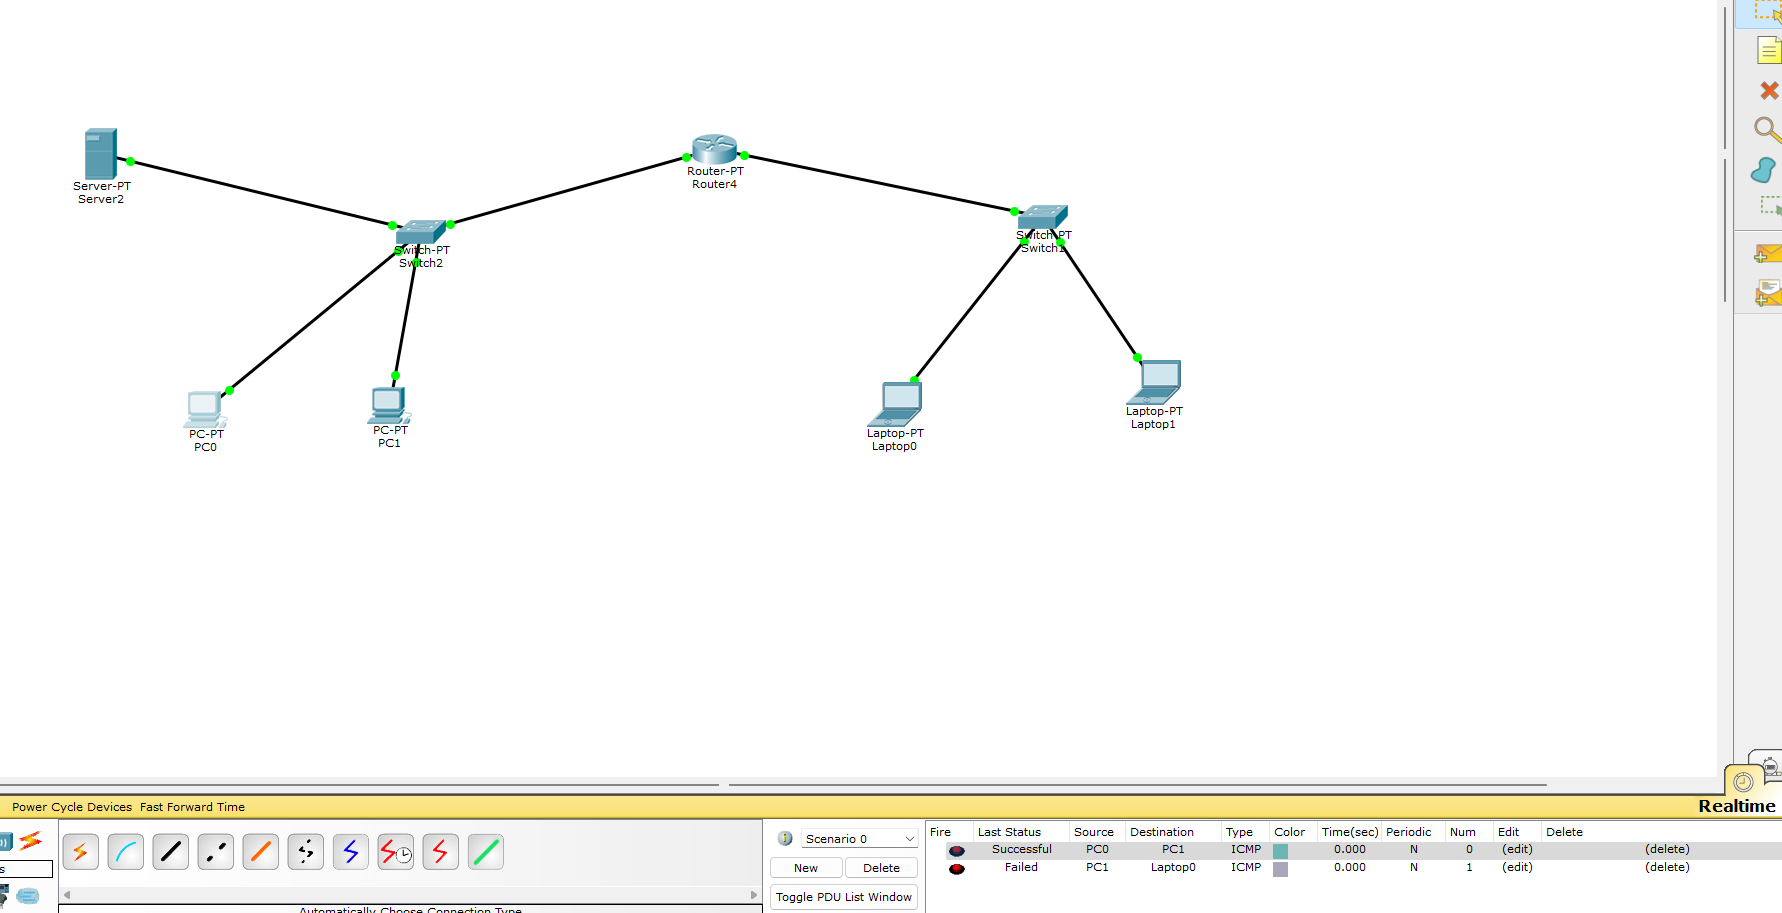 Server-PT
Server2
Router-PT
Router4
Switch-PT
Switch2
Switch-PT
Switch1
PC-PT
PC0
PC-PT
PC1
Laptop-PT
Laptop0
Laptop-PT
Laptop1
Realtime
Power Cycle Devices Fast Forward Time
Scenario 0
New Delete
Toggle PDU List Window
Fire Last Status Source Destination Type Color Time(sec) Periodic Num Edit Delete
Successful PC0 PC1 ICMP 0.000 N 0 (edit) (delete)
Failed PC1 Laptop0 ICMP 0.000 N 1 (edit) (delete)
s
Automatically Choose Connection Type